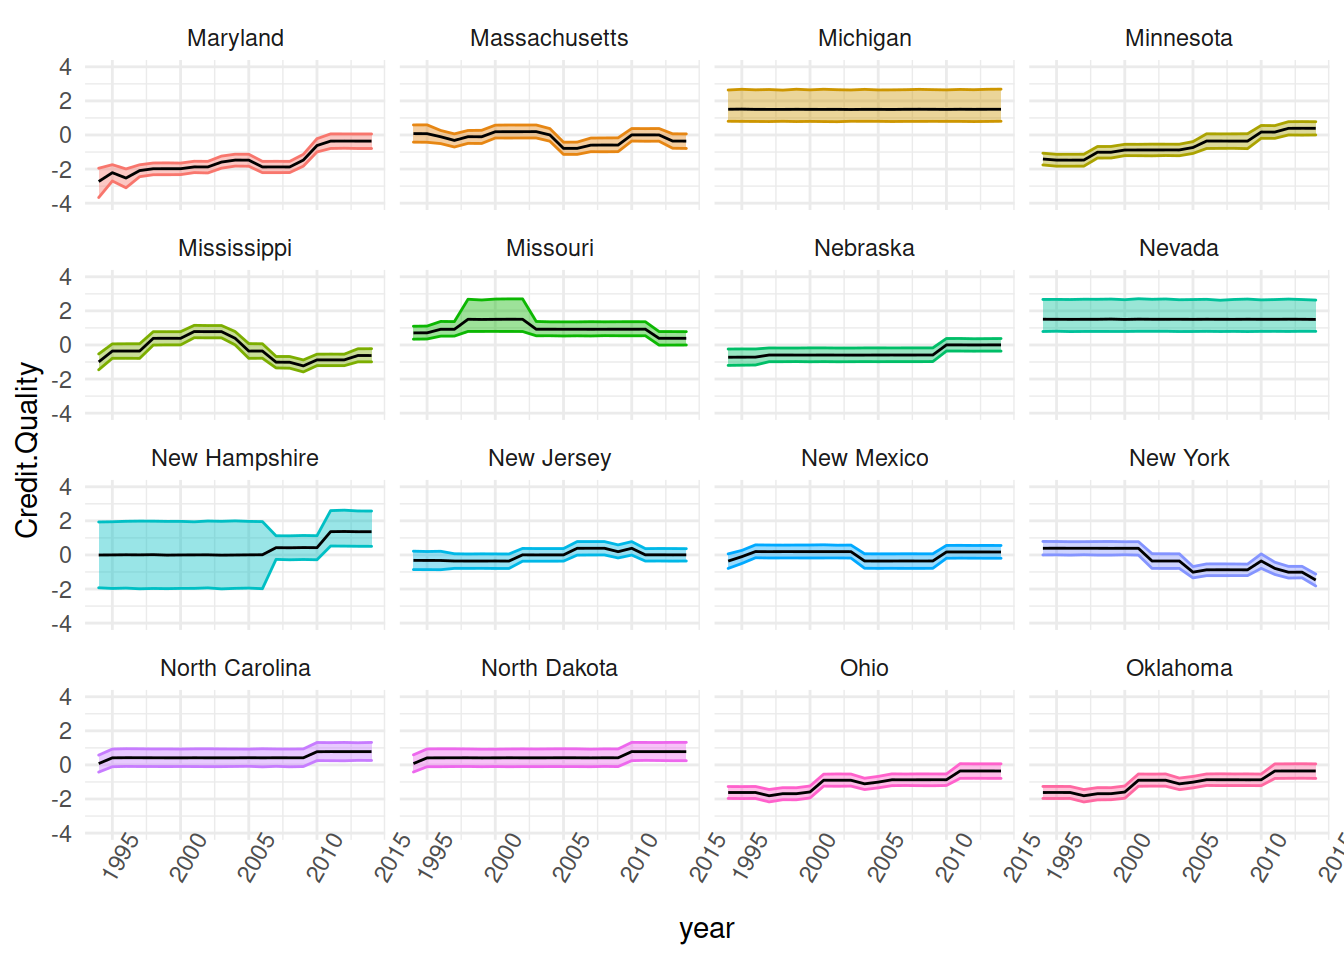 Maryland Massachusetts Michigan Minnesota
4
2
0
-2
-4
Mississippi Missouri Nebraska Nevada
4
2
0
-2
-4
New Hampshire New Jersey New Mexico New York
4
2
0
-2
-4
North Carolina North Dakota Ohio Oklahoma
4
2
0
-2
-4
1995 2000 2005 2010 2015 1995 2000 2005 2010 2015 1995 2000 2005 2010 2015 1995 2000 2005 2010 2015
year
Credit.Quality